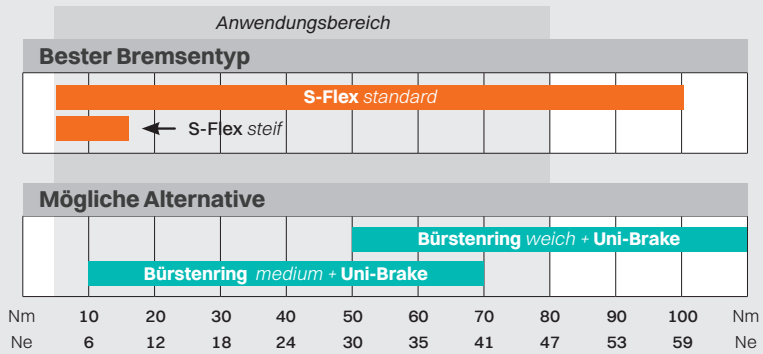 Anwendungsbereich
Bester Bremsentyp
S-Flex standard
S-Flex steif
Mögliche Alternative
Bürstenring weich + Uni-Brake
Bürstenring medium + Uni-Brake
Nm 10 20 30 40 50 60 70 80 90 100 Nm
Ne 6 12 18 24 30 35 41 47 53 59 Ne